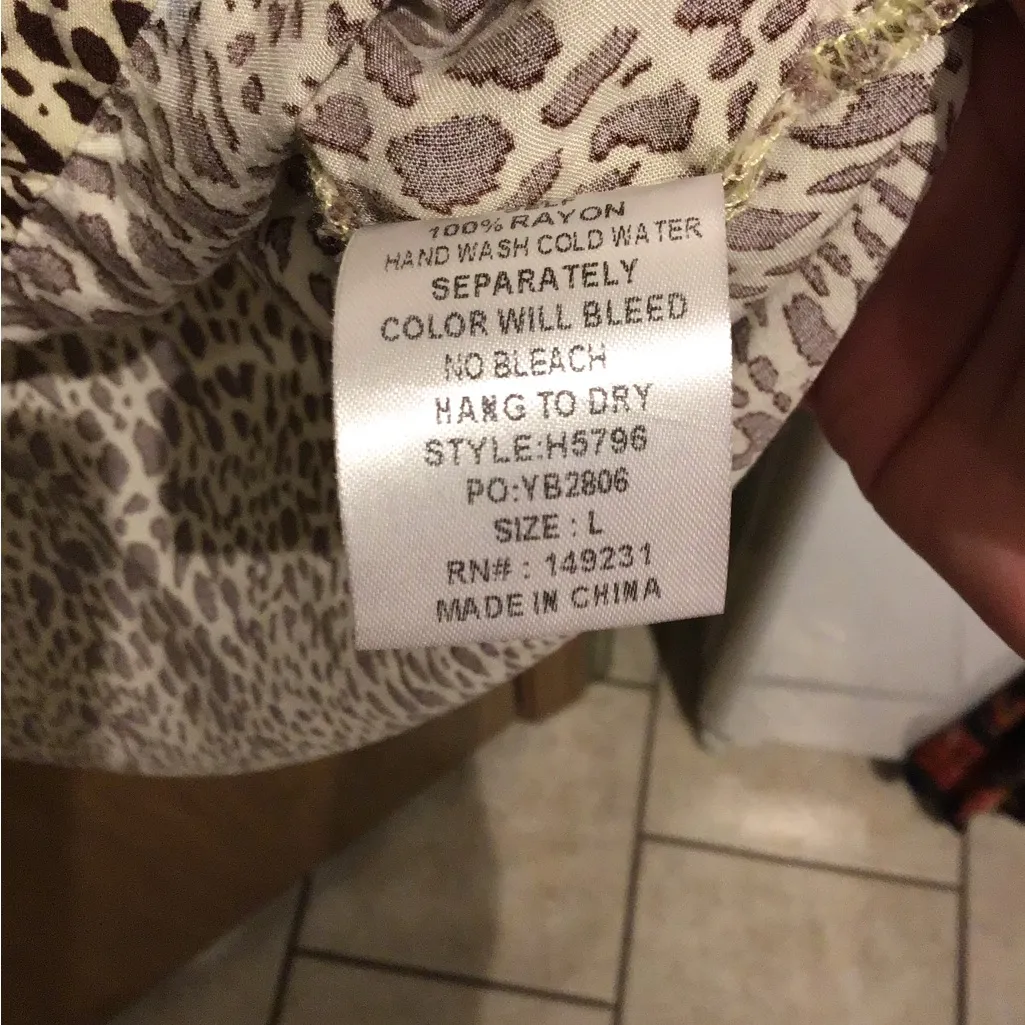 100% RAYON
HAND WASH COLD WATER
SEPARATELY
COLOR WILL BLEED
NO BLEACH
HANG TO DRY
STYLE:H5796
PO:YB2806
SIZE : L
RN# : 149231
MADE IN CHINA